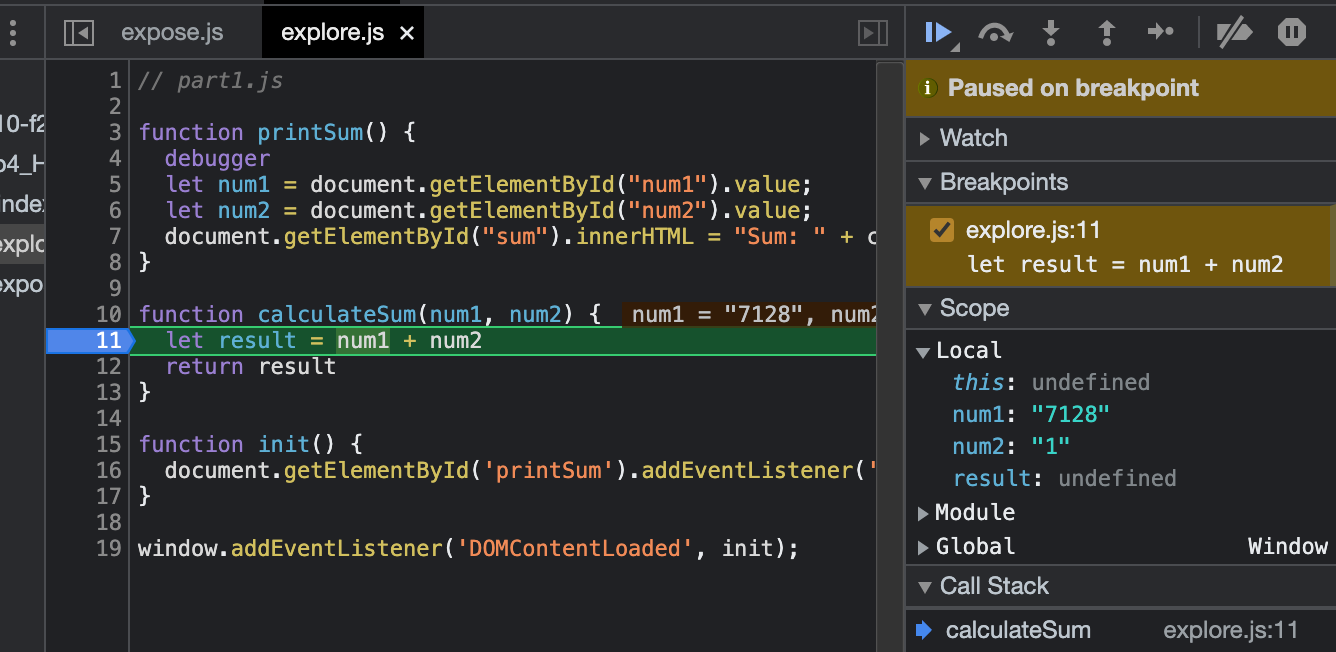 expose.js
explore.js ×
10-f2
p4_H
index
explo
expo
1 // part1.js
2
3 function printSum() {
4 debugger
5 let num1 = document.getElementById("num1").value;
6 let num2 = document.getElementById("num2").value;
7 document.getElementById("sum").innerHTML = "Sum: " + c
8 }
9
10 function calculateSum(num1, num2) { num1 = "7128", num2
11 let result = num1 + num2
12 return result
13 }
14
15 function init() {
16 document.getElementById('printSum').addEventListener('
17 }
18
19 window.addEventListener('DOMContentLoaded', init);
Paused on breakpoint
Watch
Breakpoints
explore.js:11
let result = num1 + num2
Scope
Local
this: undefined
num1: "7128"
num2: "1"
result: undefined
Module
Global Window
Call Stack
calculateSum explore.js:11